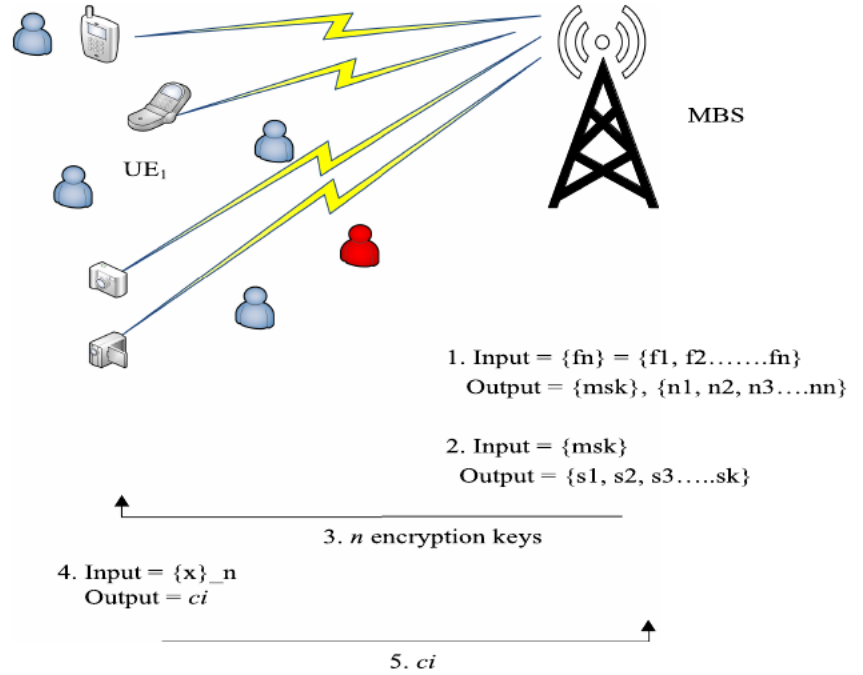 MBS
UE₁
1. Input = {fn} = {f1, f2.......fn}
Output = {msk}, {n1, n2, n3....nn}
2. Input = {msk}
Output = {s1, s2, s3.....sk}
3. n encryption keys
4. Input = {x}_n
Output = ci
5. ci